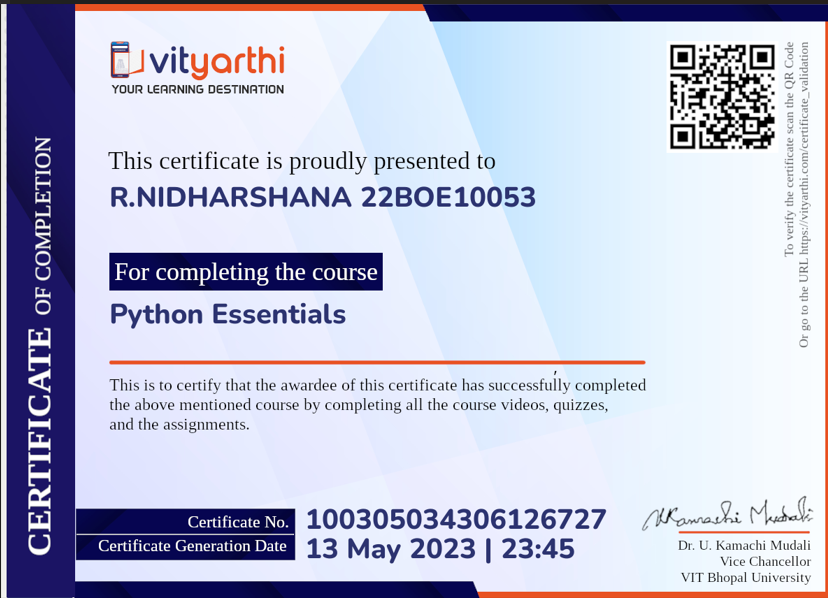 CERTIFICATE OF COMPLETION
vityarthi
YOUR LEARNING DESTINATION
To verify the certificate scan the QR Code
Or go to the URL https://vityarthi.com/certificate_validation
This certificate is proudly presented to
R.NIDHARSHANA 22BOE10053
For completing the course
Python Essentials
This is to certify that the awardee of this certificate has successfully completed
the above mentioned course by completing all the course videos, quizzes,
and the assignments.
Certificate No. 100305034306126727
Certificate Generation Date 13 May 2023 | 23:45
UKamachi Mudali
Dr. U. Kamachi Mudali
Vice Chancellor
VIT Bhopal University